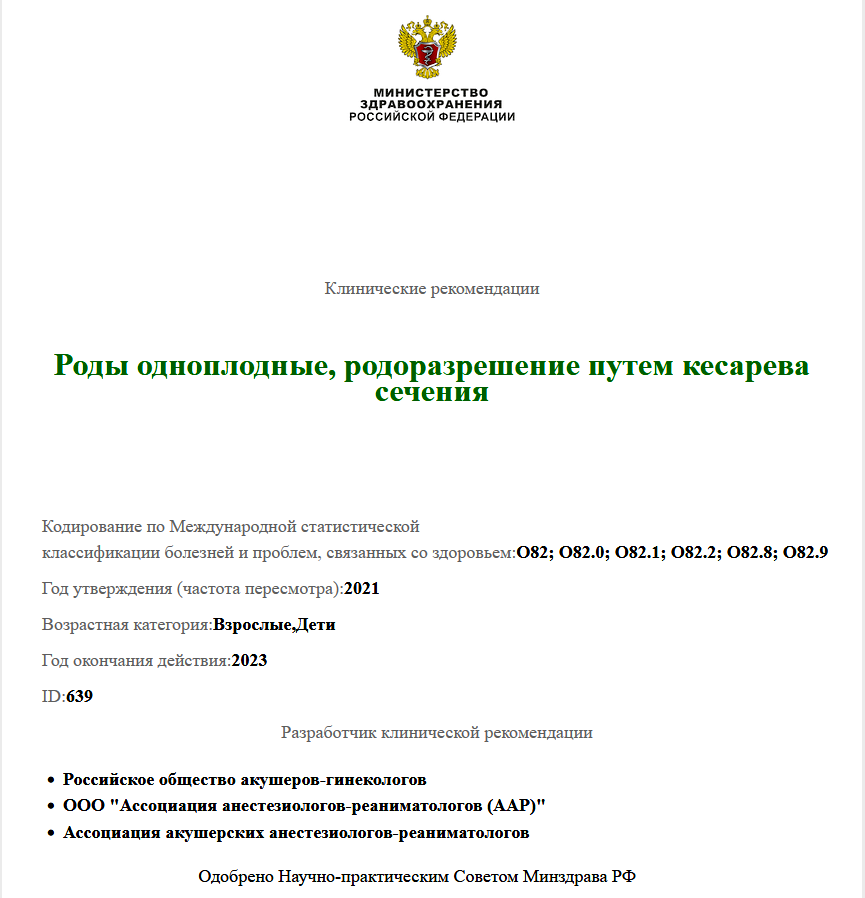 МИНИСТЕРСТВО
ЗДРАВООХРАНЕНИЯ
РОССИЙСКОЙ ФЕДЕРАЦИИ
Клинические рекомендации
Роды одноплодные, родоразрешение путем кесарева
сечения
Кодирование по Международной статистической
классификации болезней и проблем, связанных со здоровьем:O82; O82.0; O82.1; O82.2; O82.8; O82.9
Год утверждения (частота пересмотра):2021
Возрастная категория:Взрослые,Дети
Год окончания действия:2023
ID:639
Разработчик клинической рекомендации
• Российское общество акушеров-гинекологов
• ООО "Ассоциация анестезиологов-реаниматологов (ААР)"
• Ассоциация акушерских анестезиологов-реаниматологов
Одобрено Научно-практическим Советом Минздрава РФ